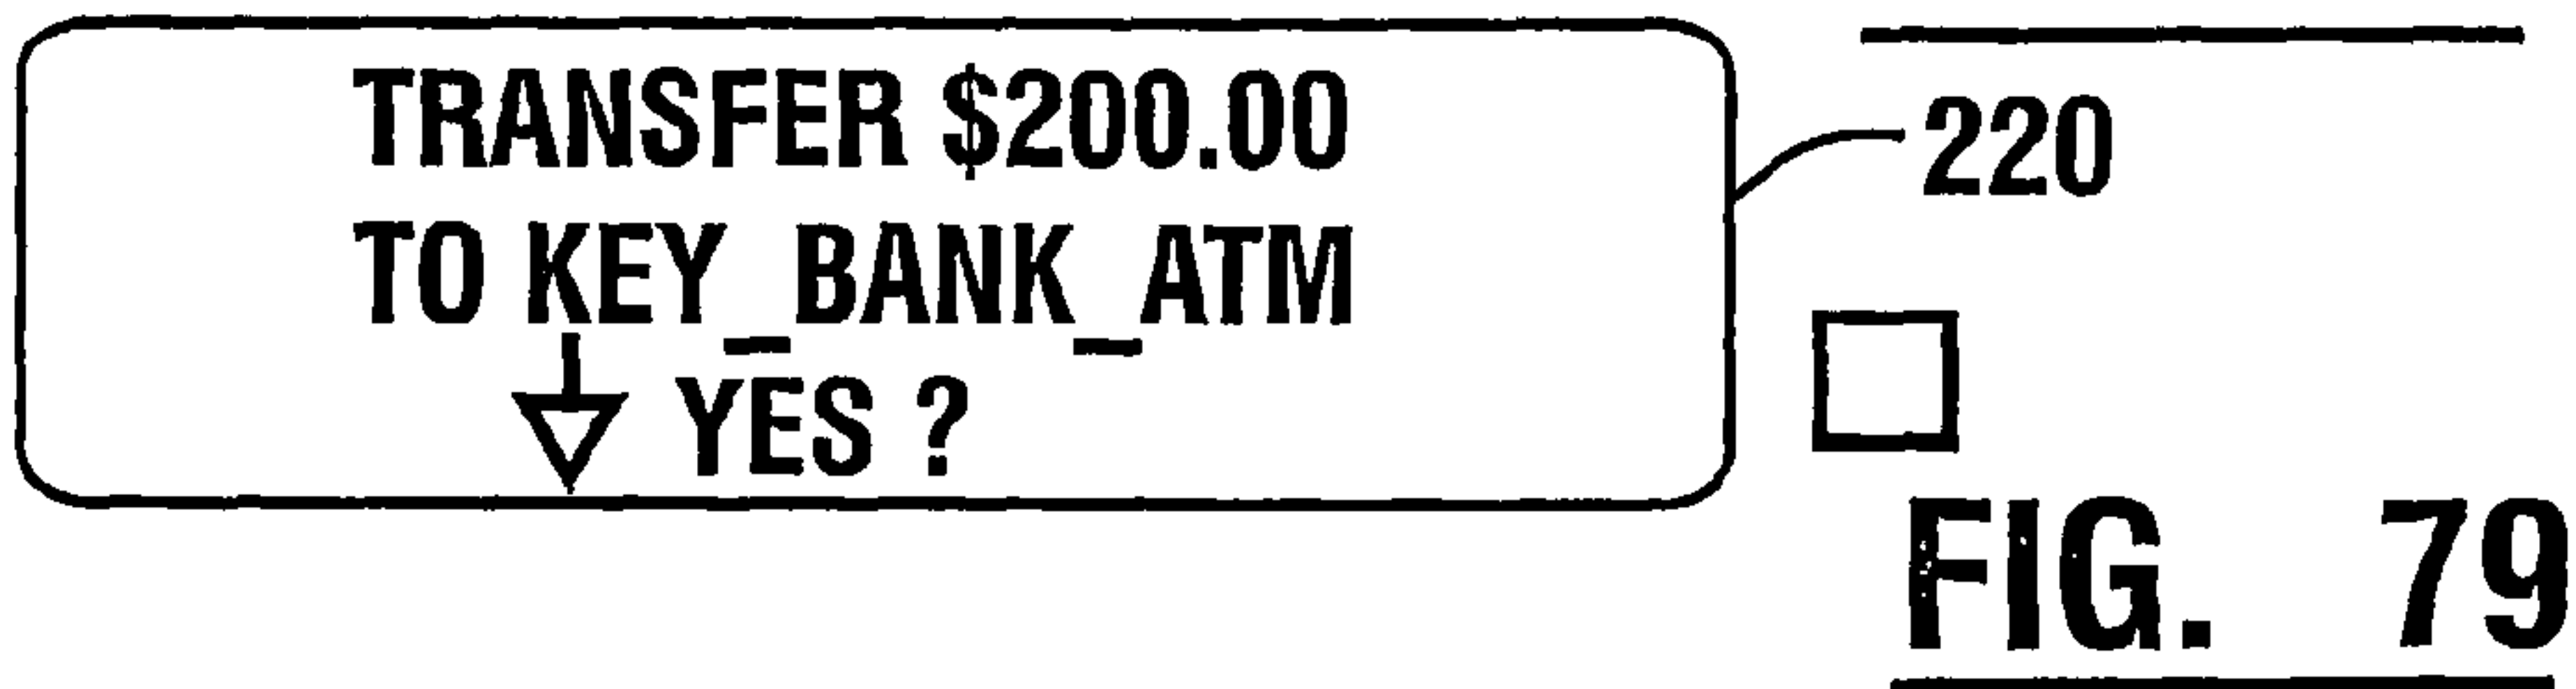 TRANSFER $200.00
TO KEY_BANK_ATM
YES ?
220
FIG. 79